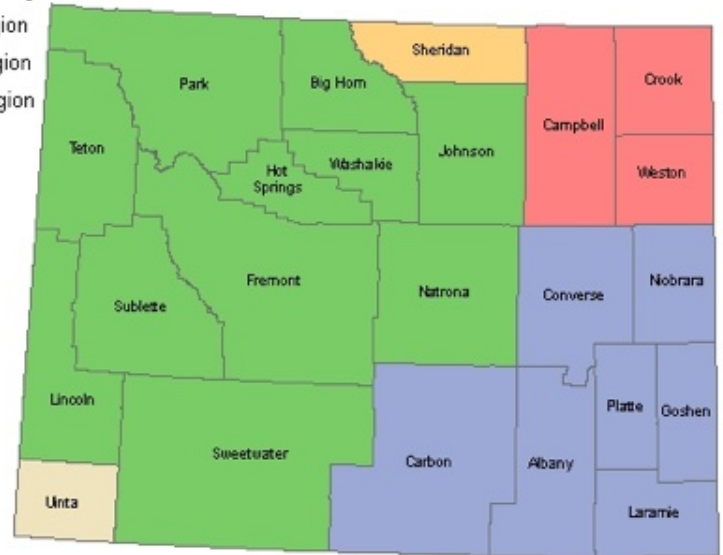 gion
gion
gion
Sheridan
Park
Big Horn
Crook
Campbell
Teton
Johnson
Washakie
Hot
Springs
Weston
Fremont
Natrona
Converse
Niobrara
Sublette
Lincoln
Platte
Goshen
Sweetwater
Carbon
Albany
Uinta
Laramie